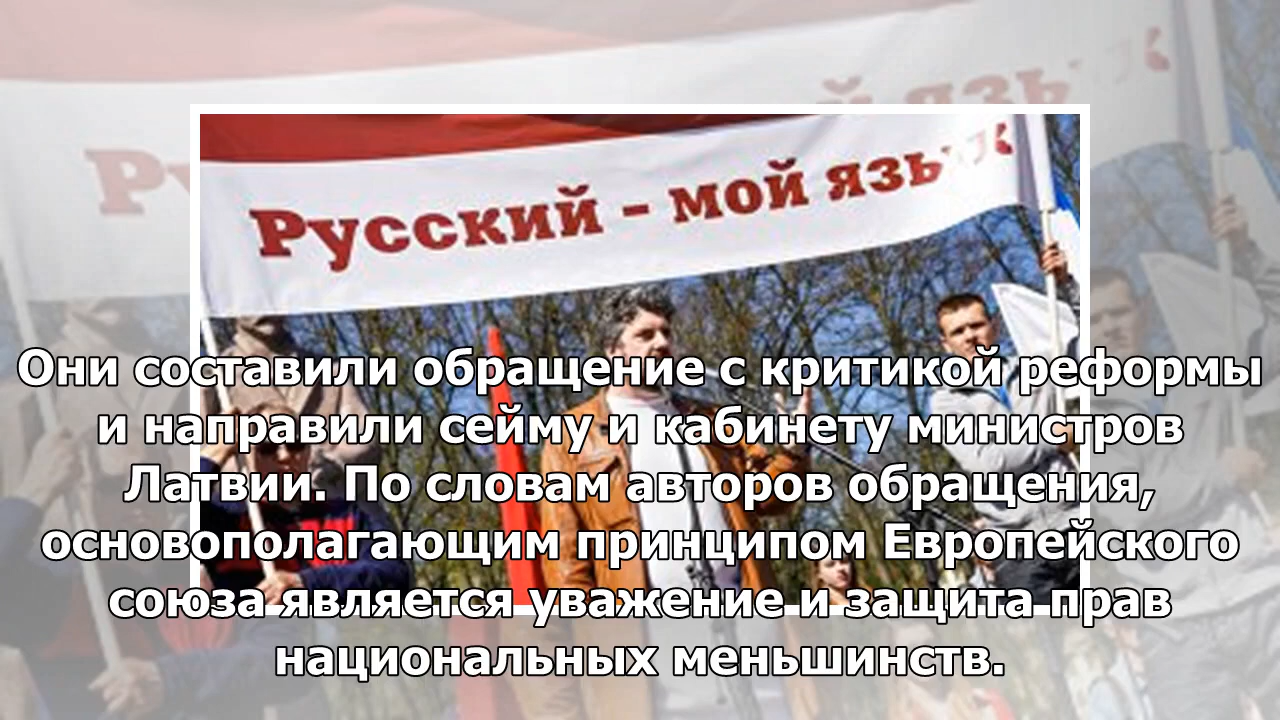 Русский - мой язык
Они составили обращение с критикой реформы
и направили сейму и кабинету министров
Латвии. По словам авторов обращения,
основополагающим принципом Европейского
союза является уважение и защита прав
национальных меньшинств.